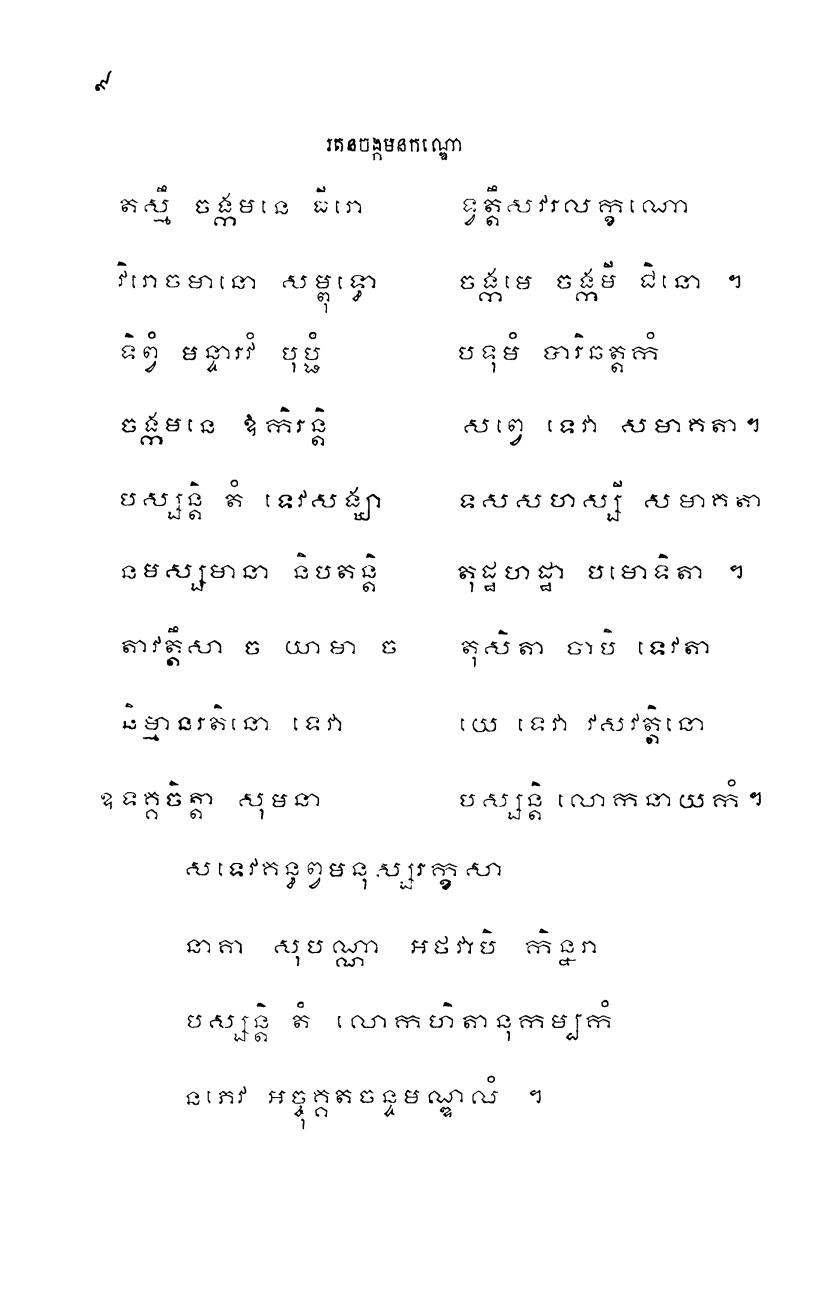 ៩
រតនចង្កមនកណ្ឌោ
តស្មឹ ចង្កមនេ ធីរោ ទ្វត្តឹសវរលក្ខណោ
វិរោចមានោ សម្ពុទ្ធោ ចង្កមេ ចង្កមី ជិនោ ។
ទិព្វំ មន្ទារវំ បុប្ផំ បទុមំ បារិឆត្តកំ
ចង្កមនេ ឱកិរន្តិ សព្វេ ទេវា សមាគតា។
បស្សន្តិ តំ ទេវសង្ឃា ទសសហស្សី សមាគតា
នមស្សមានា និបតន្តិ តុដ្ឋហដ្ឋា បមោទិតា ។
តាវត្តឹសា ច យាមា ច តុសិតា ចាបិ ទេវតា
និម្មានរតិនោ ទេវា យេ ទេវា វសវត្តិនោ
ឧទគ្គចិត្តា សុមនា បស្សន្តិ លោកនាយកំ។
សទេវគន្ធព្វមនុស្សរក្ខសា
នាគា សុបណ្ណា អថវាបិ កិន្នរា
បស្សន្តិ តំ លោកហិតានុកម្បកំ
នភេវ អច្ចុគ្គតចន្ទមណ្ឌលំ ។